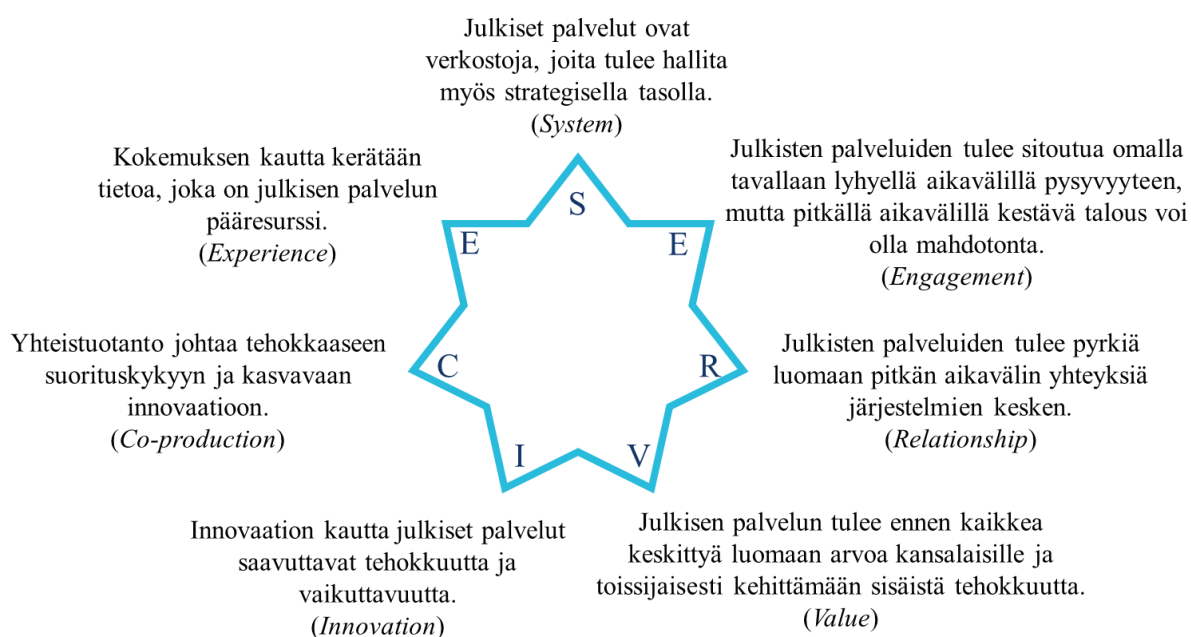 Julkiset palvelut ovat
verkostoja, joita tulee hallita
myös strategisella tasolla.
(System)
Julkisten palveluiden tulee sitoutua omalla
tavallaan lyhyellä aikavälillä pysyvyyteen,
mutta pitkällä aikavälillä kestävä talous voi
olla mahdotonta.
(Engagement)
Julkisten palveluiden tulee pyrkiä
luomaan pitkän aikavälin yhteyksiä
järjestelmien kesken.
(Relationship)
Julkisen palvelun tulee ennen kaikkea
keskittyä luomaan arvoa kansalaisille ja
toissijaisesti kehittämään sisäistä tehokkuutta.
(Value)
Innovaation kautta julkiset palvelut
saavuttavat tehokkuutta ja
vaikuttavuutta.
(Innovation)
Yhteistuotanto johtaa tehokkaaseen
suorituskykyyn ja kasvavaan
innovaatioon.
(Co-production)
Kokemuksen kautta kerätään
tietoa, joka on julkisen palvelun
pääresurssi.
(Experience)
S
E
R
V
I
C
E